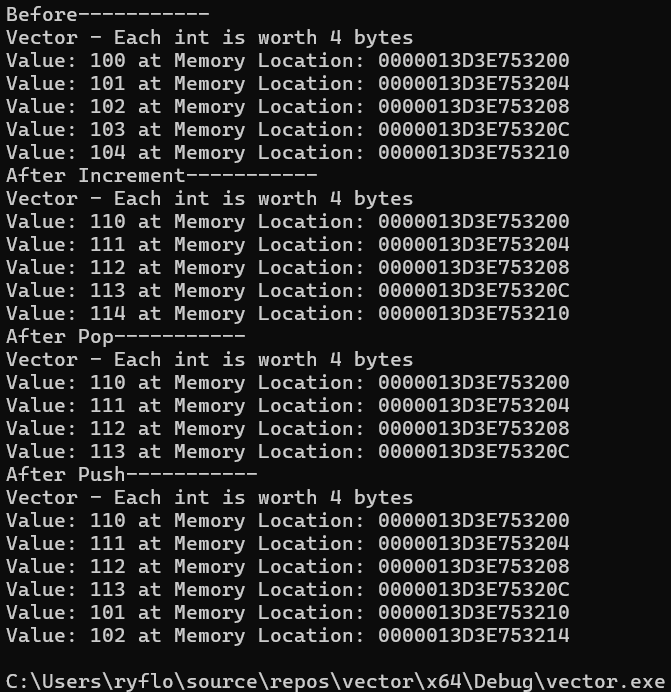 Before-----------
Vector - Each int is worth 4 bytes
Value: 100 at Memory Location: 0000013D3E753200
Value: 101 at Memory Location: 0000013D3E753204
Value: 102 at Memory Location: 0000013D3E753208
Value: 103 at Memory Location: 0000013D3E75320C
Value: 104 at Memory Location: 0000013D3E753210
After Increment-----------
Vector - Each int is worth 4 bytes
Value: 110 at Memory Location: 0000013D3E753200
Value: 111 at Memory Location: 0000013D3E753204
Value: 112 at Memory Location: 0000013D3E753208
Value: 113 at Memory Location: 0000013D3E75320C
Value: 114 at Memory Location: 0000013D3E753210
After Pop-----------
Vector - Each int is worth 4 bytes
Value: 110 at Memory Location: 0000013D3E753200
Value: 111 at Memory Location: 0000013D3E753204
Value: 112 at Memory Location: 0000013D3E753208
Value: 113 at Memory Location: 0000013D3E75320C
After Push-----------
Vector - Each int is worth 4 bytes
Value: 110 at Memory Location: 0000013D3E753200
Value: 111 at Memory Location: 0000013D3E753204
Value: 112 at Memory Location: 0000013D3E753208
Value: 113 at Memory Location: 0000013D3E75320C
Value: 101 at Memory Location: 0000013D3E753210
Value: 102 at Memory Location: 0000013D3E753214
C:\Users\ryflo\source\repos\vector\x64\Debug\vector.exe